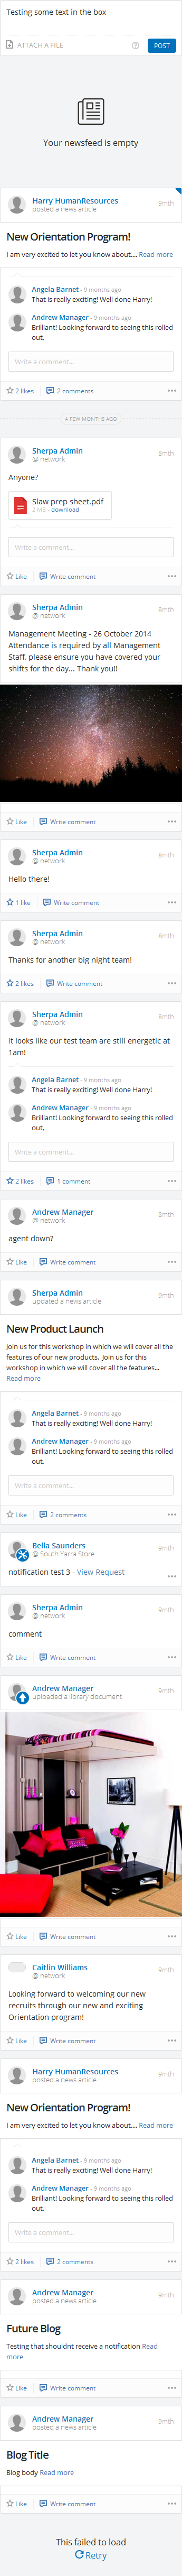 Testing some text in the box
ATTACH A FILE
POST
Your newsfeed is empty
Harry HumanResources
9mth
posted a news article
New Orientation Program!
I am very excited to let you know about.... Read more
Angela Barnet - 9 months ago
That is really exciting! Well done Harry!
Andrew Manager - 9 months ago
Brilliant! Looking forward to seeing this rolled
out.
Write a comment...
2 likes
2 comments
A FEW MONTHS AGO
Sherpa Admin
8mth
@ network
Anyone?
Slaw prep sheet.pdf
2 MB - download
Write a comment...
Like
Write comment
Sherpa Admin
8mth
@ network
Management Meeting - 26 October 2014
Attendance is required by all Management
Staff. please ensure you have covered your
shifts for the day... Thank you!!
Like
Write comment
Sherpa Admin
8mth
@ network
Hello there!
1 like
Write comment
Sherpa Admin
8mth
@ network
Thanks for another big night team!
2 likes
Write comment
Sherpa Admin
9mth
@ network
It looks like our test team are still energetic at
1am!
Angela Barnet - 9 months ago
That is really exciting! Well done Harry!
Andrew Manager - 9 months ago
Brilliant! Looking forward to seeing this rolled
out.
Write a comment...
2 likes
1 comment
Andrew Manager
9mth
@ network
agent down?
Like
Write comment
Sherpa Admin
9mth
updated a news article
New Product Launch
Join us for this workshop in which we will cover all the
features of our new products. Join us for this
workshop in which we will cover all the features...
Read more
Angela Barnet - 9 months ago
That is really exciting! Well done Harry!
Andrew Manager - 9 months ago
Brilliant! Looking forward to seeing this rolled
out.
Write a comment...
Like
2 comments
Bella Saunders
9mth
@ South Yarra Store
notification test 3 - View Request
Sherpa Admin
9mth
@ network
comment
Like
Write comment
Andrew Manager
9mth
uploaded a library document
Like
Write comment
Caitlin Williams
9mth
@ network
Looking forward to welcoming our new
recruits through our new and exciting
Orientation program!
Like
Write comment
Harry HumanResources
9mth
posted a news article
New Orientation Program!
I am very excited to let you know about.... Read more
Angela Barnet - 9 months ago
That is really exciting! Well done Harry!
Andrew Manager - 9 months ago
Brilliant! Looking forward to seeing this rolled
out.
Write a comment...
2 likes
2 comments
Andrew Manager
9mth
posted a news article
Future Blog
Testing that shouldnt receive a notification Read
more
Like
Write comment
Andrew Manager
9mth
posted a news article
Blog Title
Blog body Read more
Like
Write comment
This failed to load
Retry